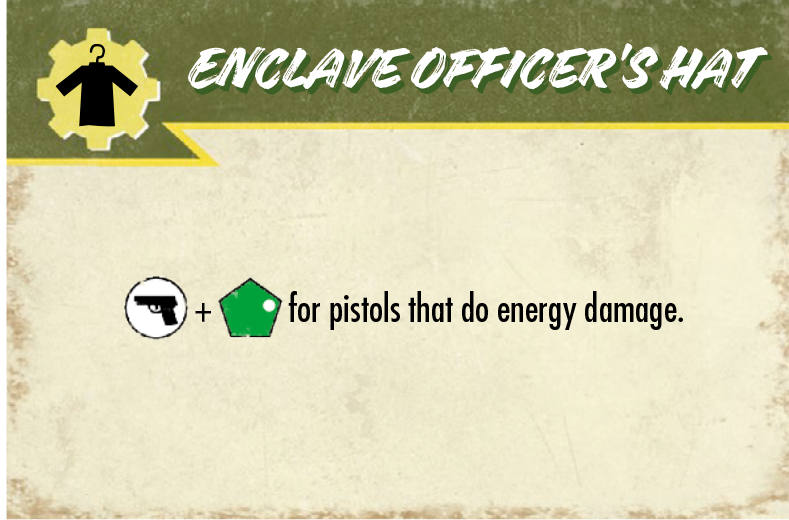 ENCLAVE OFFICER'S HAT
+ for pistols that do energy damage.